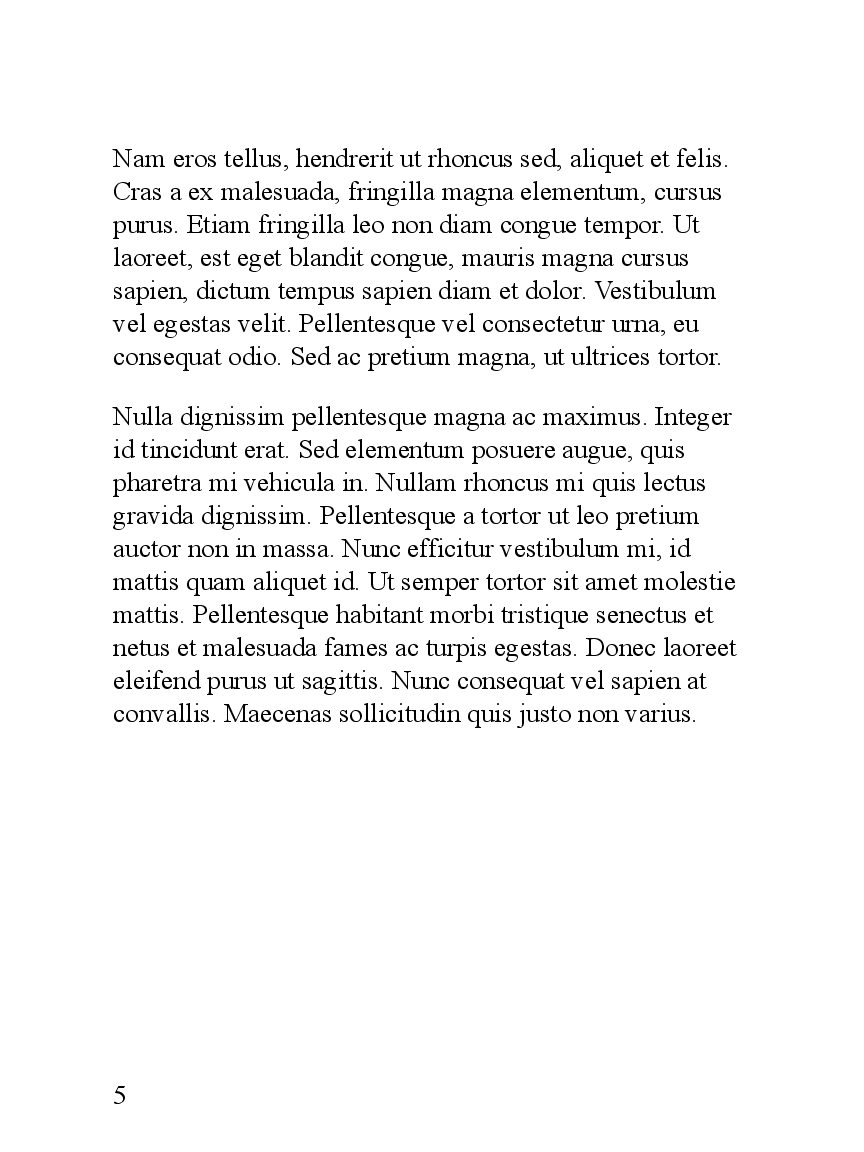 Nam eros tellus, hendrerit ut rhoncus sed, aliquet et felis.
Cras a ex malesuada, fringilla magna elementum, cursus
purus. Etiam fringilla leo non diam congue tempor. Ut
laoreet, est eget blandit congue, mauris magna cursus
sapien, dictum tempus sapien diam et dolor. Vestibulum
vel egestas velit. Pellentesque vel consectetur urna, eu
consequat odio. Sed ac pretium magna, ut ultrices tortor.
Nulla dignissim pellentesque magna ac maximus. Integer
id tincidunt erat. Sed elementum posuere augue, quis
pharetra mi vehicula in. Nullam rhoncus mi quis lectus
gravida dignissim. Pellentesque a tortor ut leo pretium
auctor non in massa. Nunc efficitur vestibulum mi, id
mattis quam aliquet id. Ut semper tortor sit amet molestie
mattis. Pellentesque habitant morbi tristique senectus et
netus et malesuada fames ac turpis egestas. Donec laoreet
eleifend purus ut sagittis. Nunc consequat vel sapien at
convallis. Maecenas sollicitudin quis justo non varius.
5